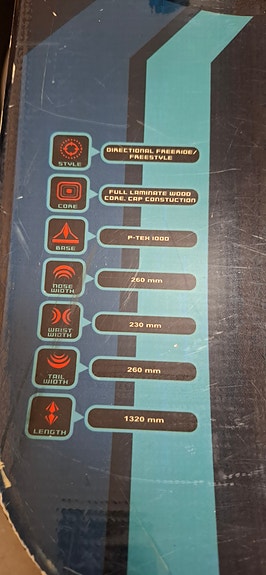 STYLE
DIRECTIONAL FREERIDE/
FREESTYLE
CORE
FULL LAMINATE WOOD
CORE, CAP CONSTUCTION
BASE
P-TEX 1000
NOSE
WIDTH
260 mm
WAIST
WIDTH
230 mm
TAIL
WIDTH
260 mm
LENGTH
1320 mm